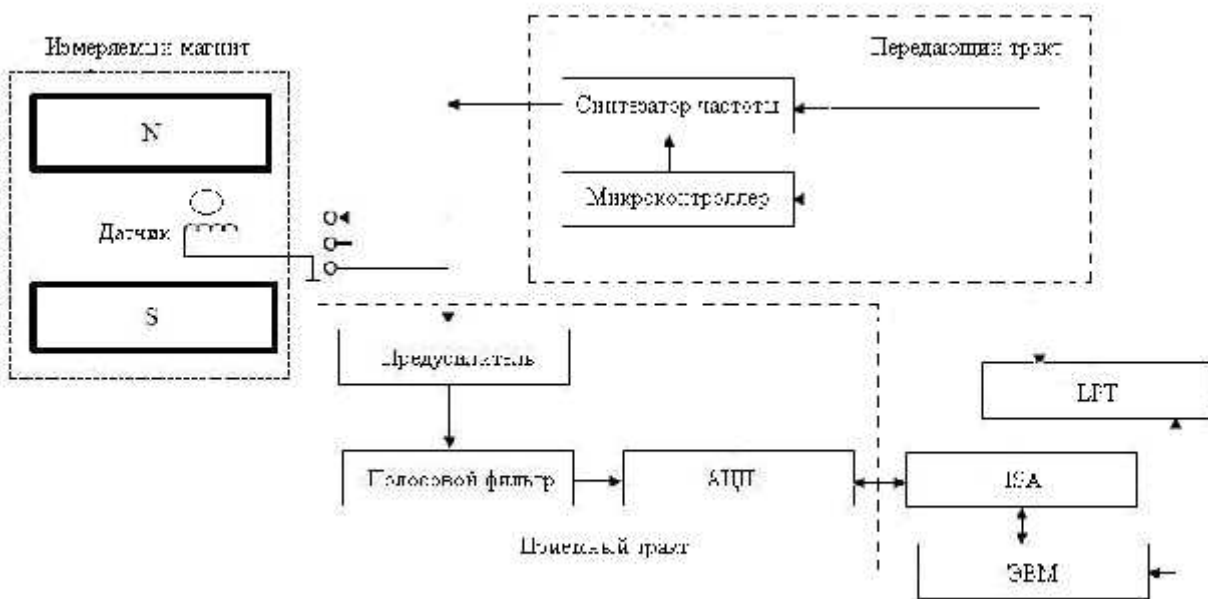 Измеряемый магнит
Передающий тракт
N
Синтезатор частоты
Микроконтроллер
Датчик
S
Предусилитель
LPT
Полосовой фильтр
АЦП
ISA
Приемный тракт
ЭВМ